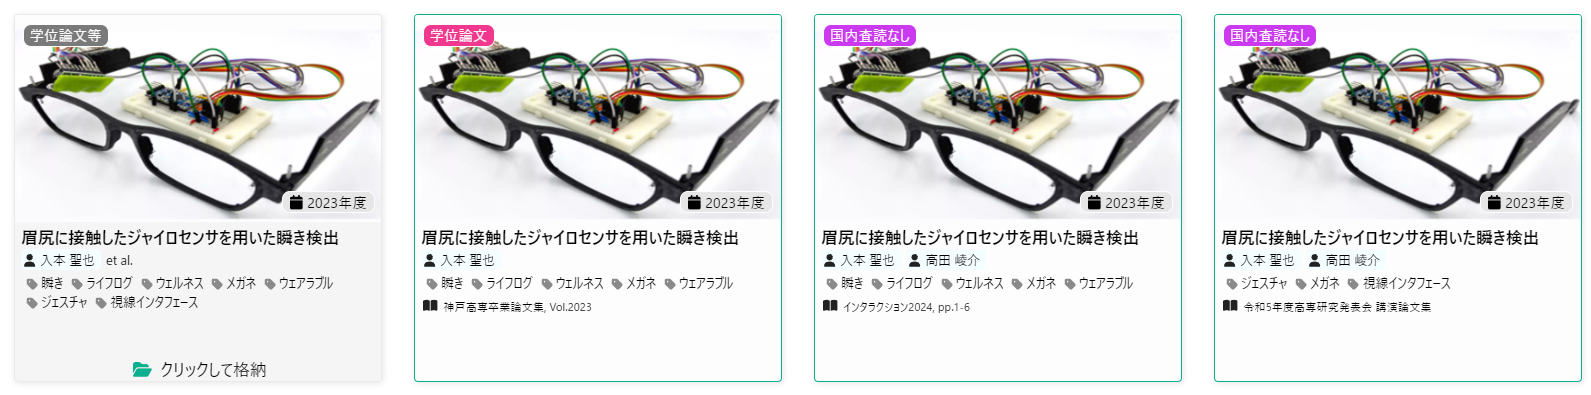 学位論文等
2023年度
眉尻に接触したジャイロセンサを用いた瞬き検出
入本 聖也 et al.
瞬き ライフログ ウェルネス メガネ ウェアラブル
ジェスチャ 視線インタフェース
クリックして格納
学位論文
2023年度
眉尻に接触したジャイロセンサを用いた瞬き検出
入本 聖也
瞬き ライフログ ウェルネス メガネ ウェアラブル
神戸高専卒業論文集, Vol.2023
国内査読なし
2023年度
眉尻に接触したジャイロセンサを用いた瞬き検出
入本 聖也 高田 崚介
瞬き ライフログ ウェルネス メガネ ウェアラブル
インタラクション2024, pp.1-6
国内査読なし
2023年度
眉尻に接触したジャイロセンサを用いた瞬き検出
入本 聖也 高田 崚介
ジェスチャ メガネ 視線インタフェース
令和5年度高専研究発表会 講演論文集